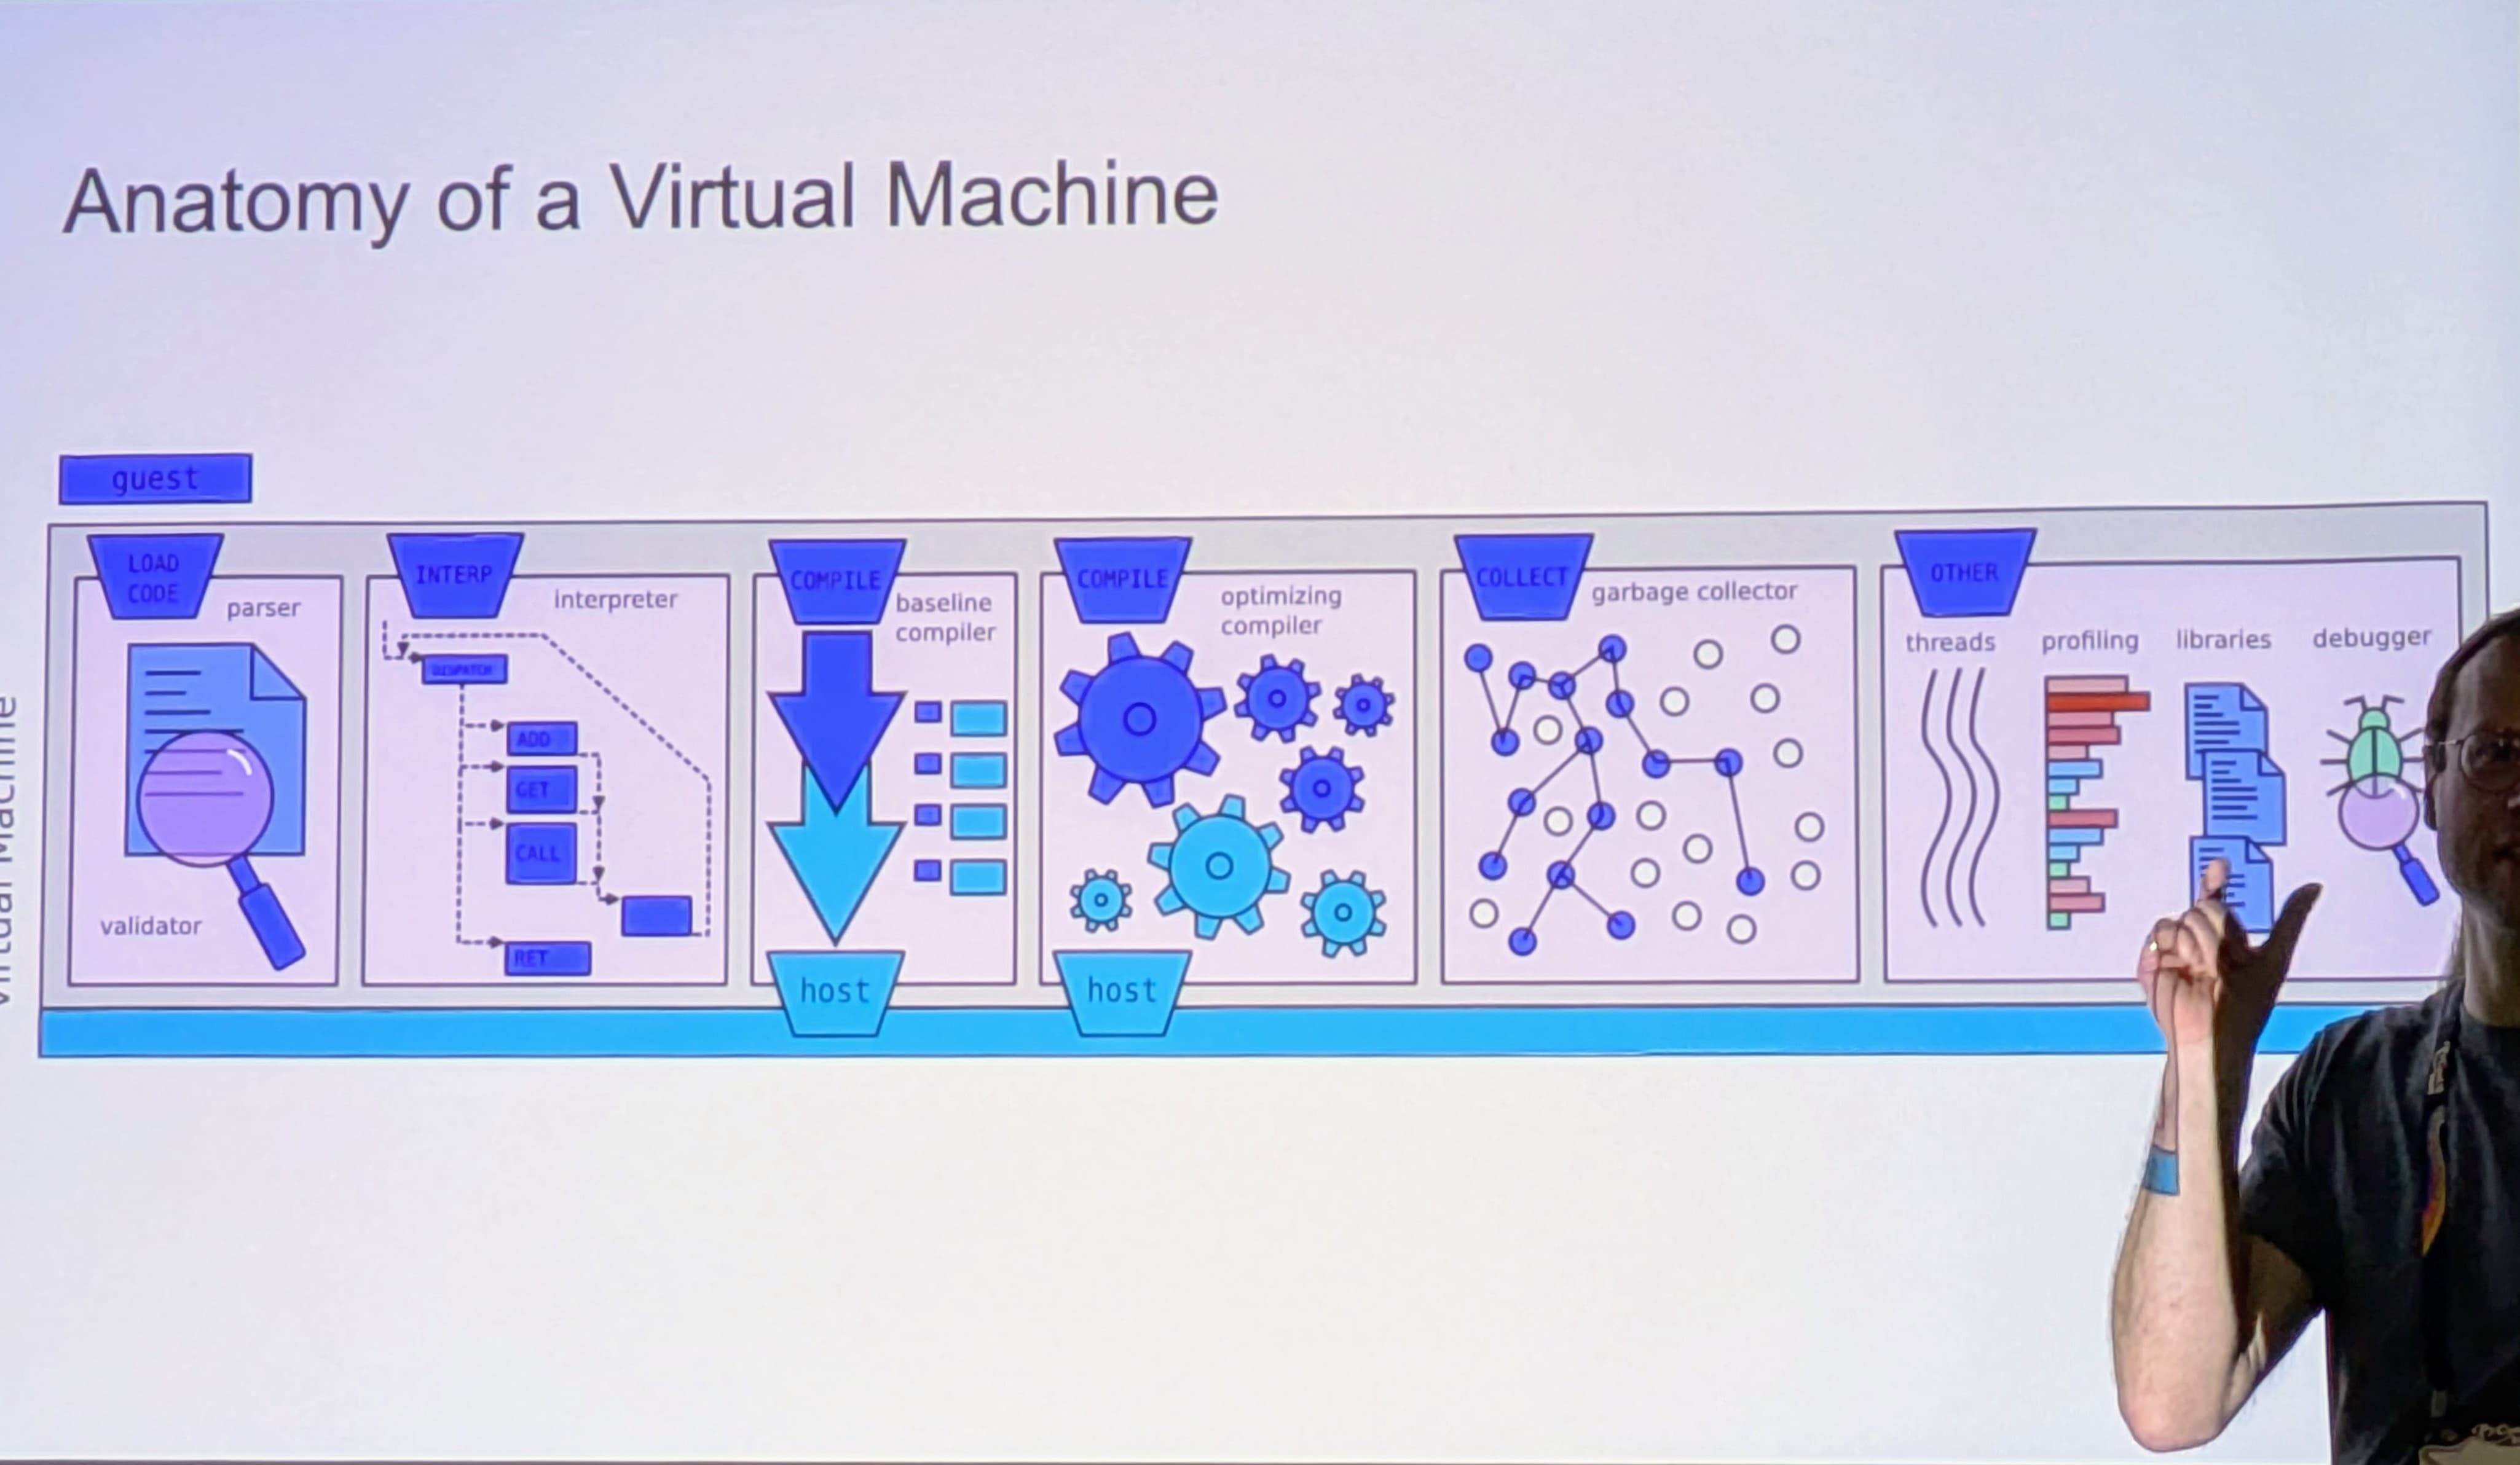 Anatomy of a Virtual Machine
guest
Virtual Machine
LOAD
CODE
parser
validator
INTERP
interpreter
DISPATCH
ADD
GET
CALL
RET
COMPILE
baseline
compiler
host
COMPILE
optimizing
compiler
host
COLLECT
garbage collector
OTHER
threads
profiling
libraries
debugger